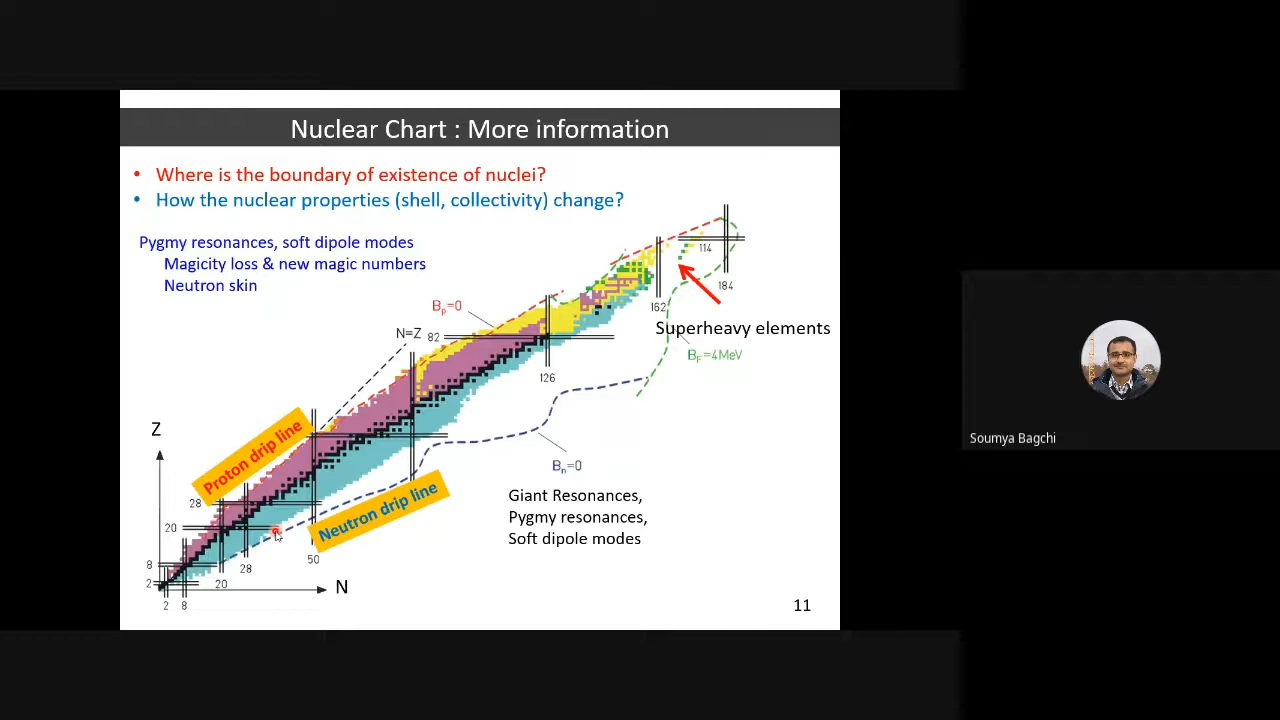 Nuclear Chart : More information
• Where is the boundary of existence of nuclei?
• How the nuclear properties (shell, collectivity) change?
Pygmy resonances, soft dipole modes
Magicity loss & new magic numbers
Neutron skin
114
184
162
Superheavy elements
Bp=0
N=Z
82
BF=4MeV
126
Z
Proton drip line
Bn=0
Neutron drip line
28
20
8
2
Giant Resonances,
Pygmy resonances,
Soft dipole modes
50
28
20
N
2
8
11
Soumya Bagchi